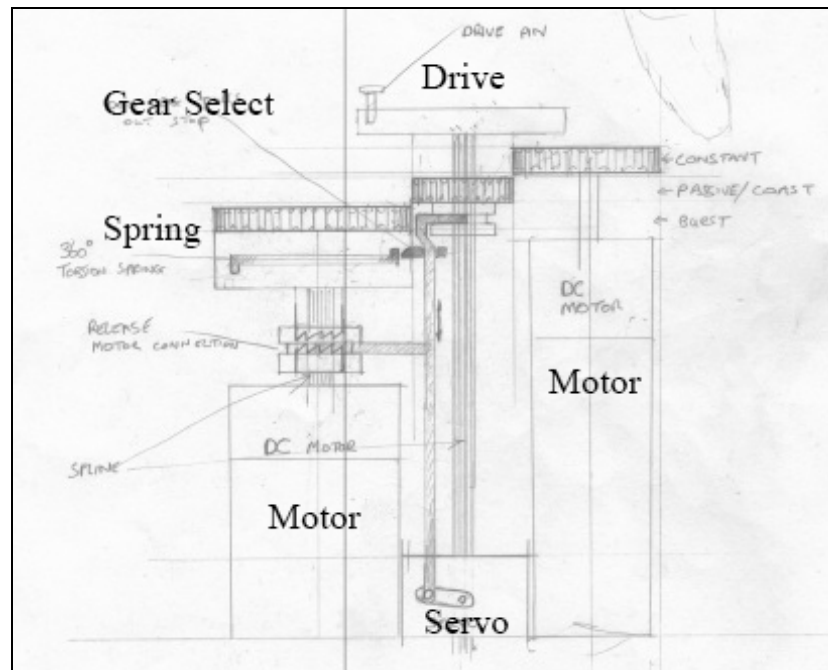 DRIVE PIN
Drive
Gear Select
OUT STOP
CONSTANT
PASSIVE/COAST
BURST
Spring
360°
TORSION SPRING
DC
MOTOR
RELEASE
MOTOR CONNECTION
Motor
DC MOTOR
SPLINE
Motor
Servo